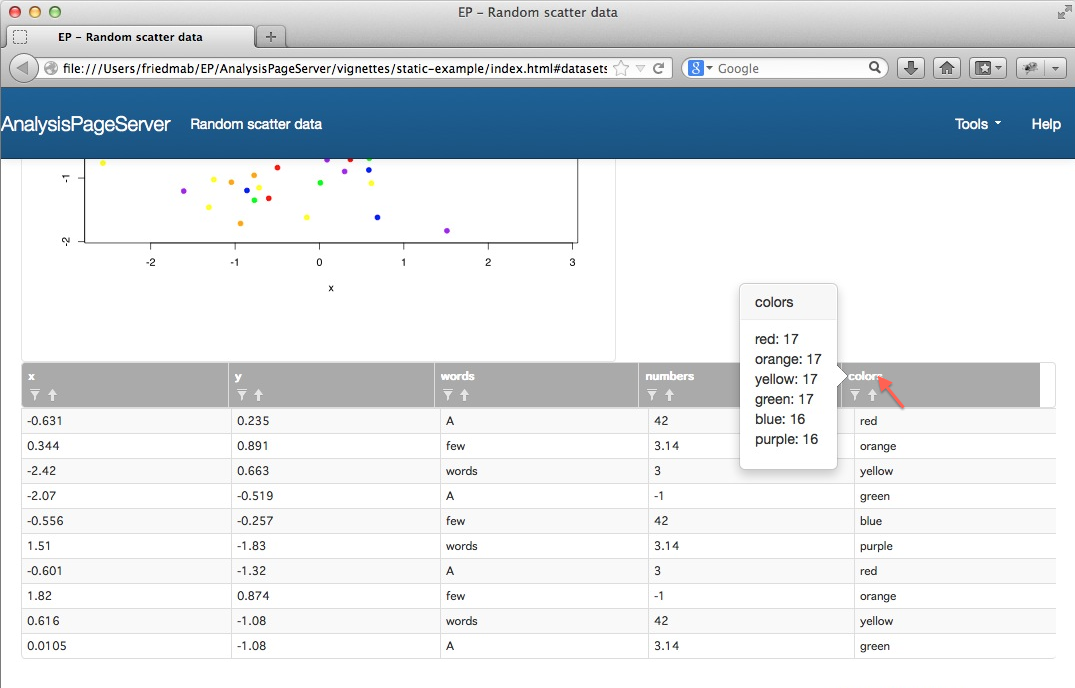 EP – Random scatter data
EP – Random scatter data
file:///Users/friedmab/EP/AnalysisPageServer/vignettes/static-example/index.html#datasets
Google
AnalysisPageServer Random scatter data Tools Help
-1
-2
-2 -1 0 1 2 3
x
colors
red: 17
orange: 17
yellow: 17
green: 17
blue: 16
purple: 16
x y words numbers colors
-0.631 0.235 A 42 red
0.344 0.891 few 3.14 orange
-2.42 0.663 words 3 yellow
-2.07 -0.519 A -1 green
-0.556 -0.257 few 42 blue
1.51 -1.83 words 3.14 purple
-0.601 -1.32 A 3 red
1.82 0.874 few -1 orange
0.616 -1.08 words 42 yellow
0.0105 -1.08 A 3.14 green